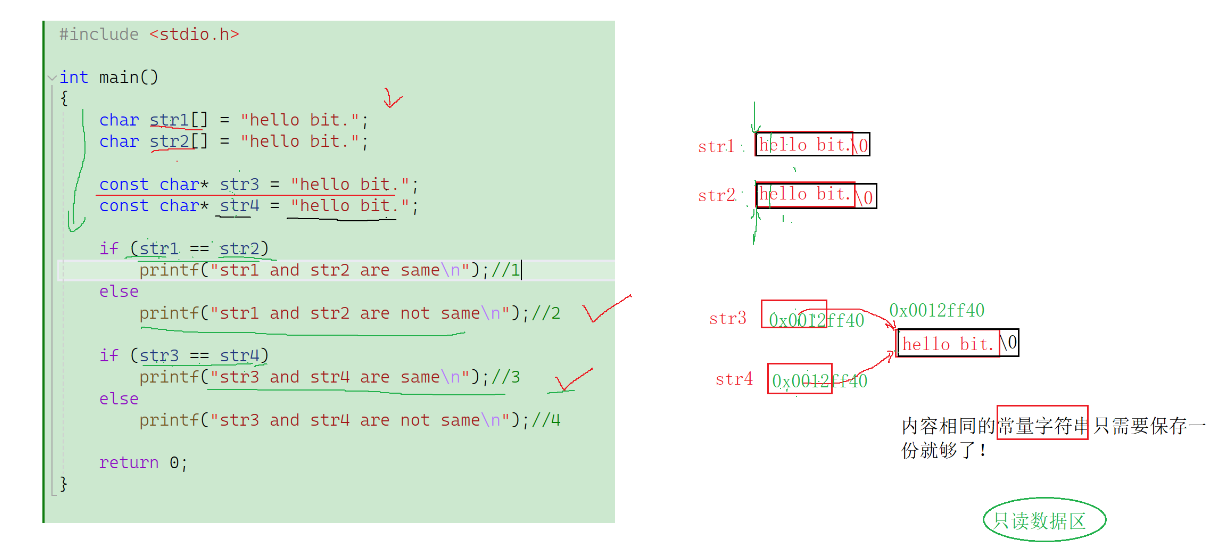 #include <stdio.h>
int main()
{
char str1[] = "hello bit.";
char str2[] = "hello bit.";
const char* str3 = "hello bit.";
const char* str4 = "hello bit.";
if (str1 == str2)
printf("str1 and str2 are same\n");//1
else
printf("str1 and str2 are not same\n");//2
if (str3 == str4)
printf("str3 and str4 are same\n");//3
else
printf("str3 and str4 are not same\n");//4
return 0;
}
str1 hello bit.\0
str2 hello bit.\0
0x0012ff40
str3 0x0012ff40
hello bit.\0
str4 0x0012ff40
内容相同的常量字符串只需要保存一
份就够了!
只读数据区